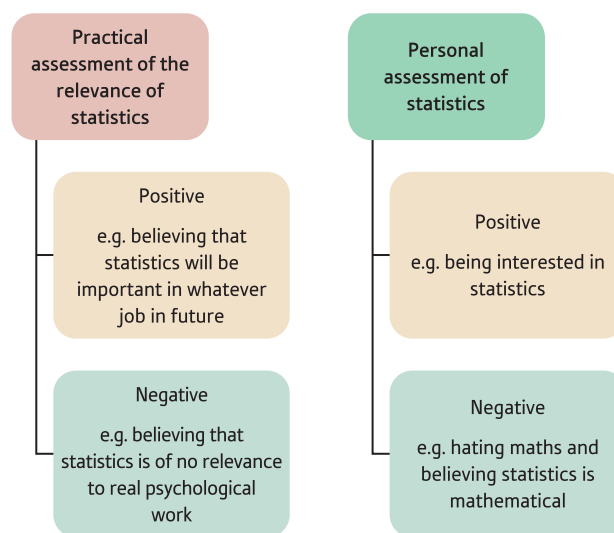 Practical
assessment of the
relevance of
statistics
Positive
e.g. believing that
statistics will be
important in whatever
job in future
Negative
e.g. believing that
statistics is of no relevance
to real psychological
work
Personal
assessment of
statistics
Positive
e.g. being interested in
statistics
Negative
e.g. hating maths and
believing statistics is
mathematical